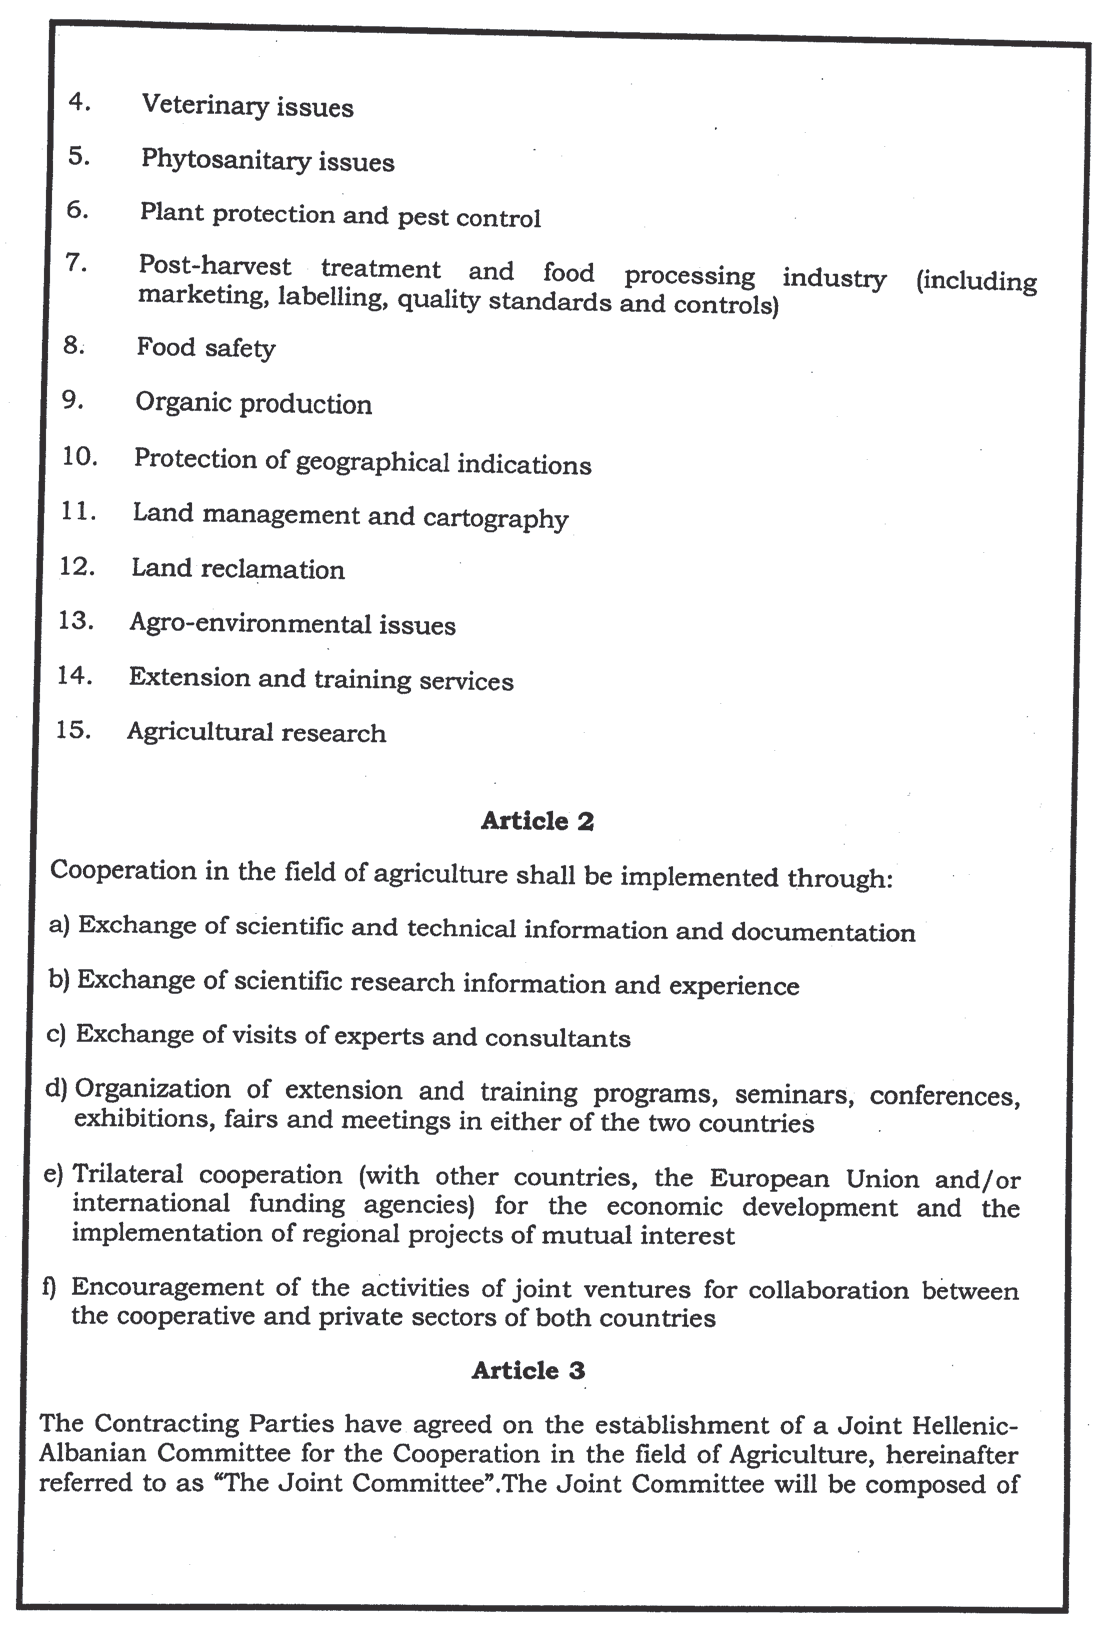 4. Veterinary issues
5. Phytosanitary issues
6. Plant protection and pest control
7. Post-harvest treatment and food processing industry (including
marketing, labelling, quality standards and controls)
8. Food safety
9. Organic production
10. Protection of geographical indications
11. Land management and cartography
12. Land reclamation
13. Agro-environmental issues
14. Extension and training services
15. Agricultural research
Article 2
Cooperation in the field of agriculture shall be implemented through:
a) Exchange of scientific and technical information and documentation
b) Exchange of scientific research information and experience
c) Exchange of visits of experts and consultants
d) Organization of extension and training programs, seminars, conferences,
exhibitions, fairs and meetings in either of the two countries
e) Trilateral cooperation (with other countries, the European Union and/or
international funding agencies) for the economic development and the
implementation of regional projects of mutual interest
f) Encouragement of the activities of joint ventures for collaboration between
the cooperative and private sectors of both countries
Article 3
The Contracting Parties have agreed on the establishment of a Joint Hellenic-
Albanian Committee for the Cooperation in the field of Agriculture, hereinafter
referred to as “The Joint Committee”.The Joint Committee will be composed of